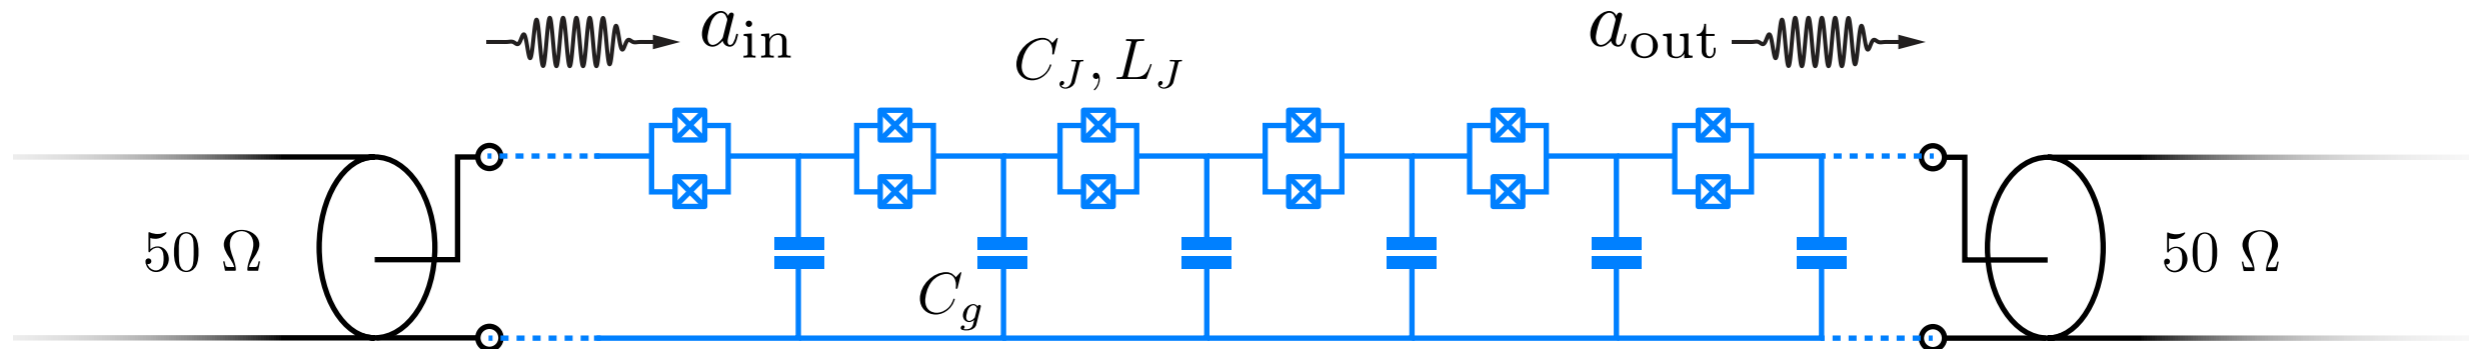 a_in
C_J, L_J
a_out
50 Ω
C_g
50 Ω